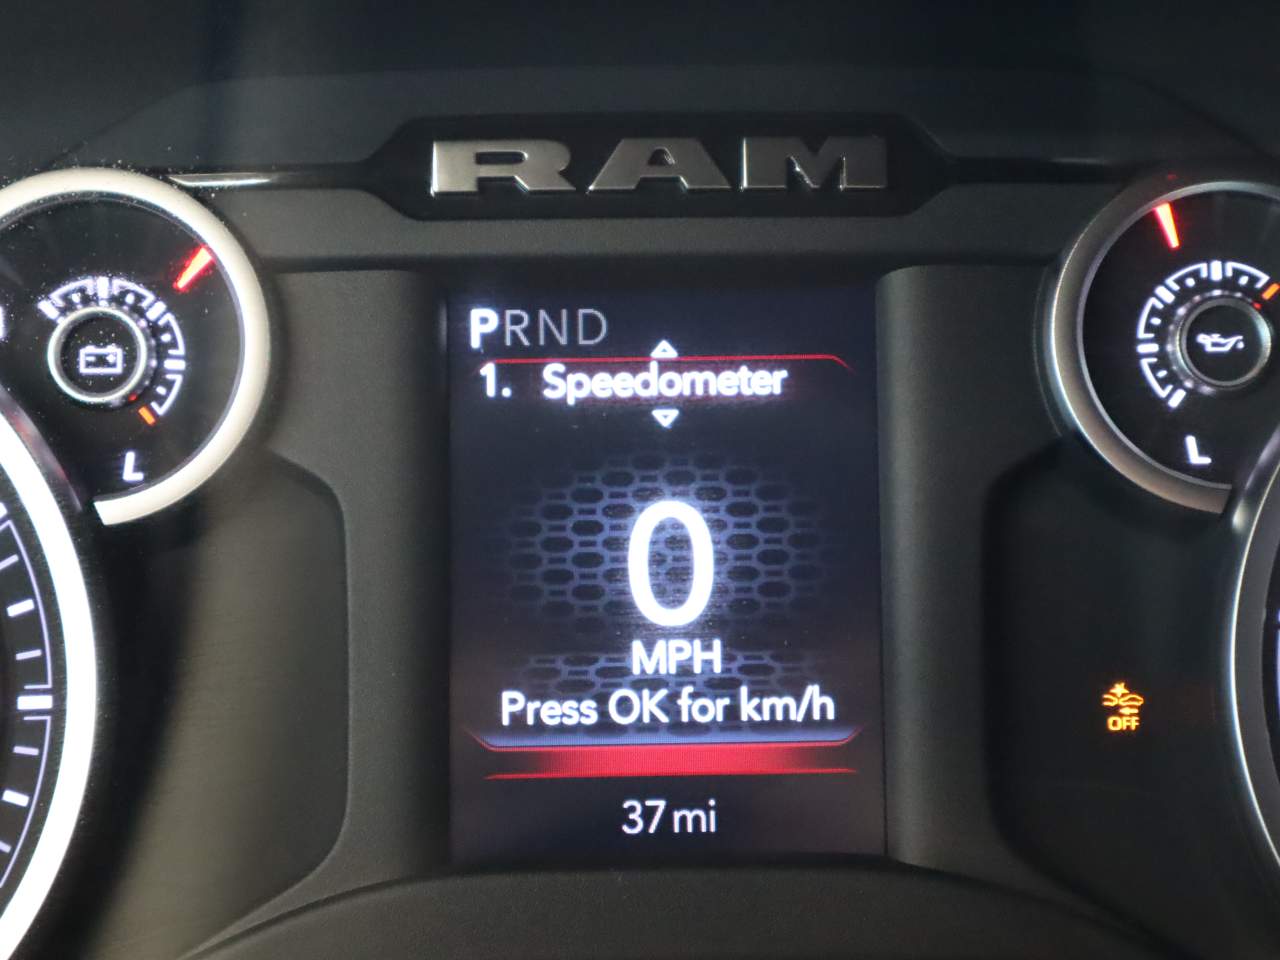 RAM
PRND
1. Speedometer
L
L
0
MPH
Press OK for km/h
OFF
37 mi